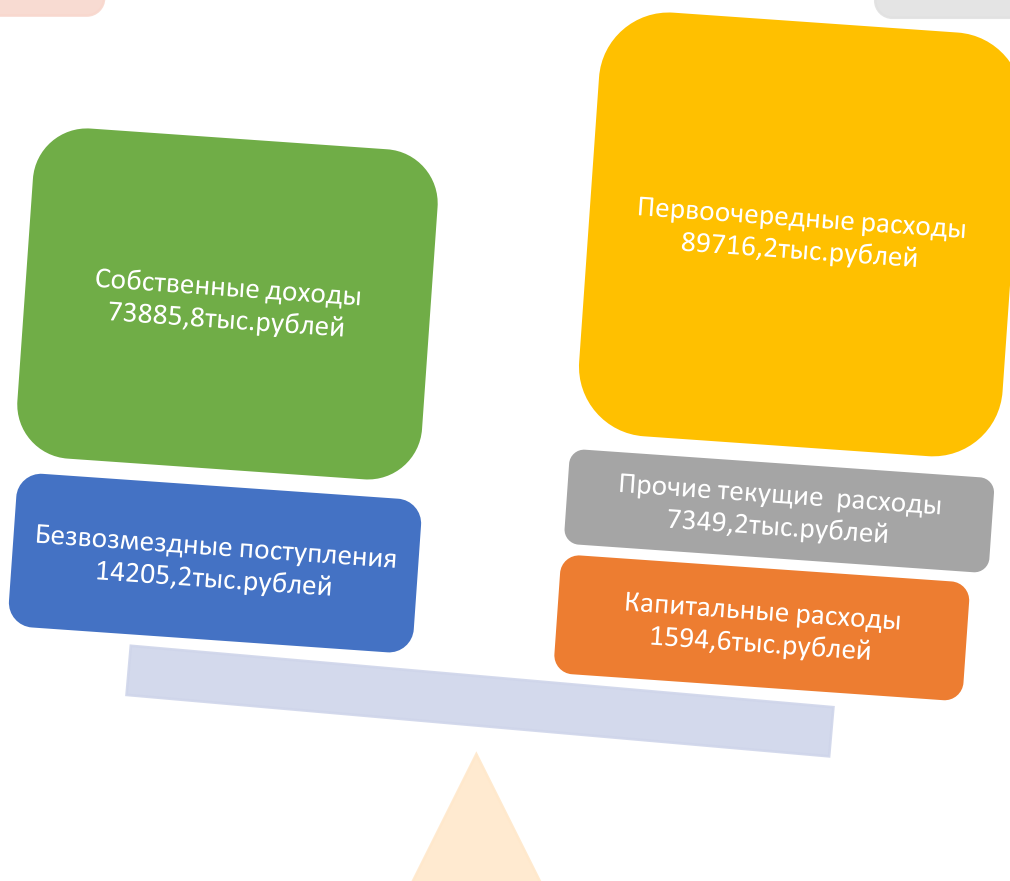 Собственные доходы
73885,8тыс.рублей
Безвозмездные поступления
14205,2тыс.рублей
Первоочередные расходы
89716,2тыс.рублей
Прочие текущие  расходы
7349,2тыс.рублей
Капитальные расходы
1594,6тыс.рублей